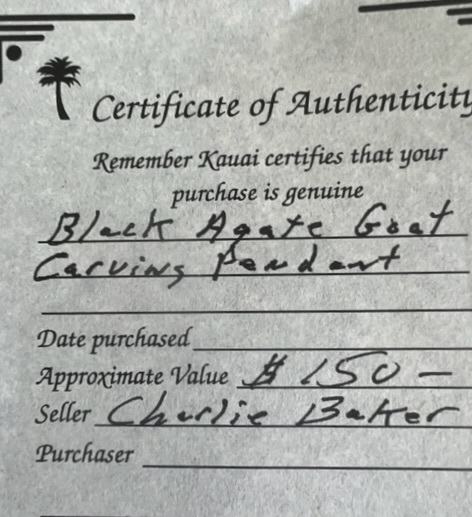 Certificate of Authenticity
Remember Kauai certifies that your
purchase is genuine
Black Agate Goat
Carving Pendant
Date purchased
Approximate Value $150 —
Seller Charlie Baker
Purchaser